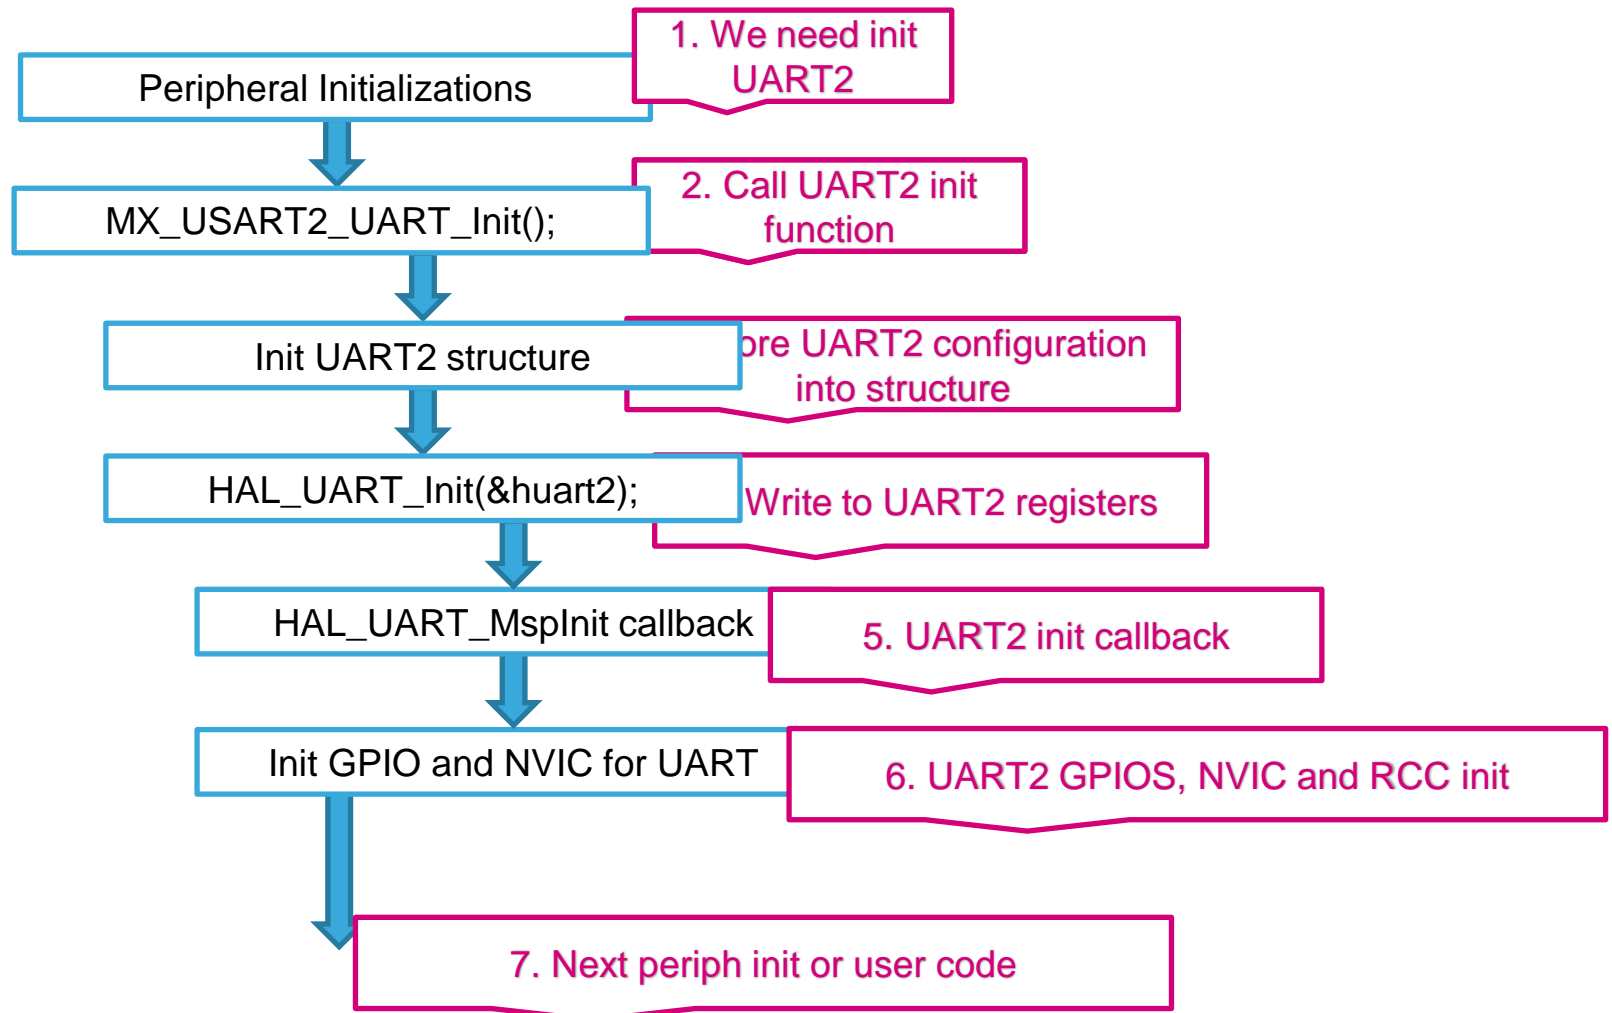 1. We need init
UART2
Peripheral Initializations
2. Call UART2 init
function
MX_USART2_UART_Init();
ore UART2 configuration
into structure
Init UART2 structure
HAL_UART_Init(&huart2);
Write to UART2 registers
HAL_UART_MspInit callback
5. UART2 init callback
Init GPIO and NVIC for UART
6. UART2 GPIOS, NVIC and RCC init
7. Next periph init or user code